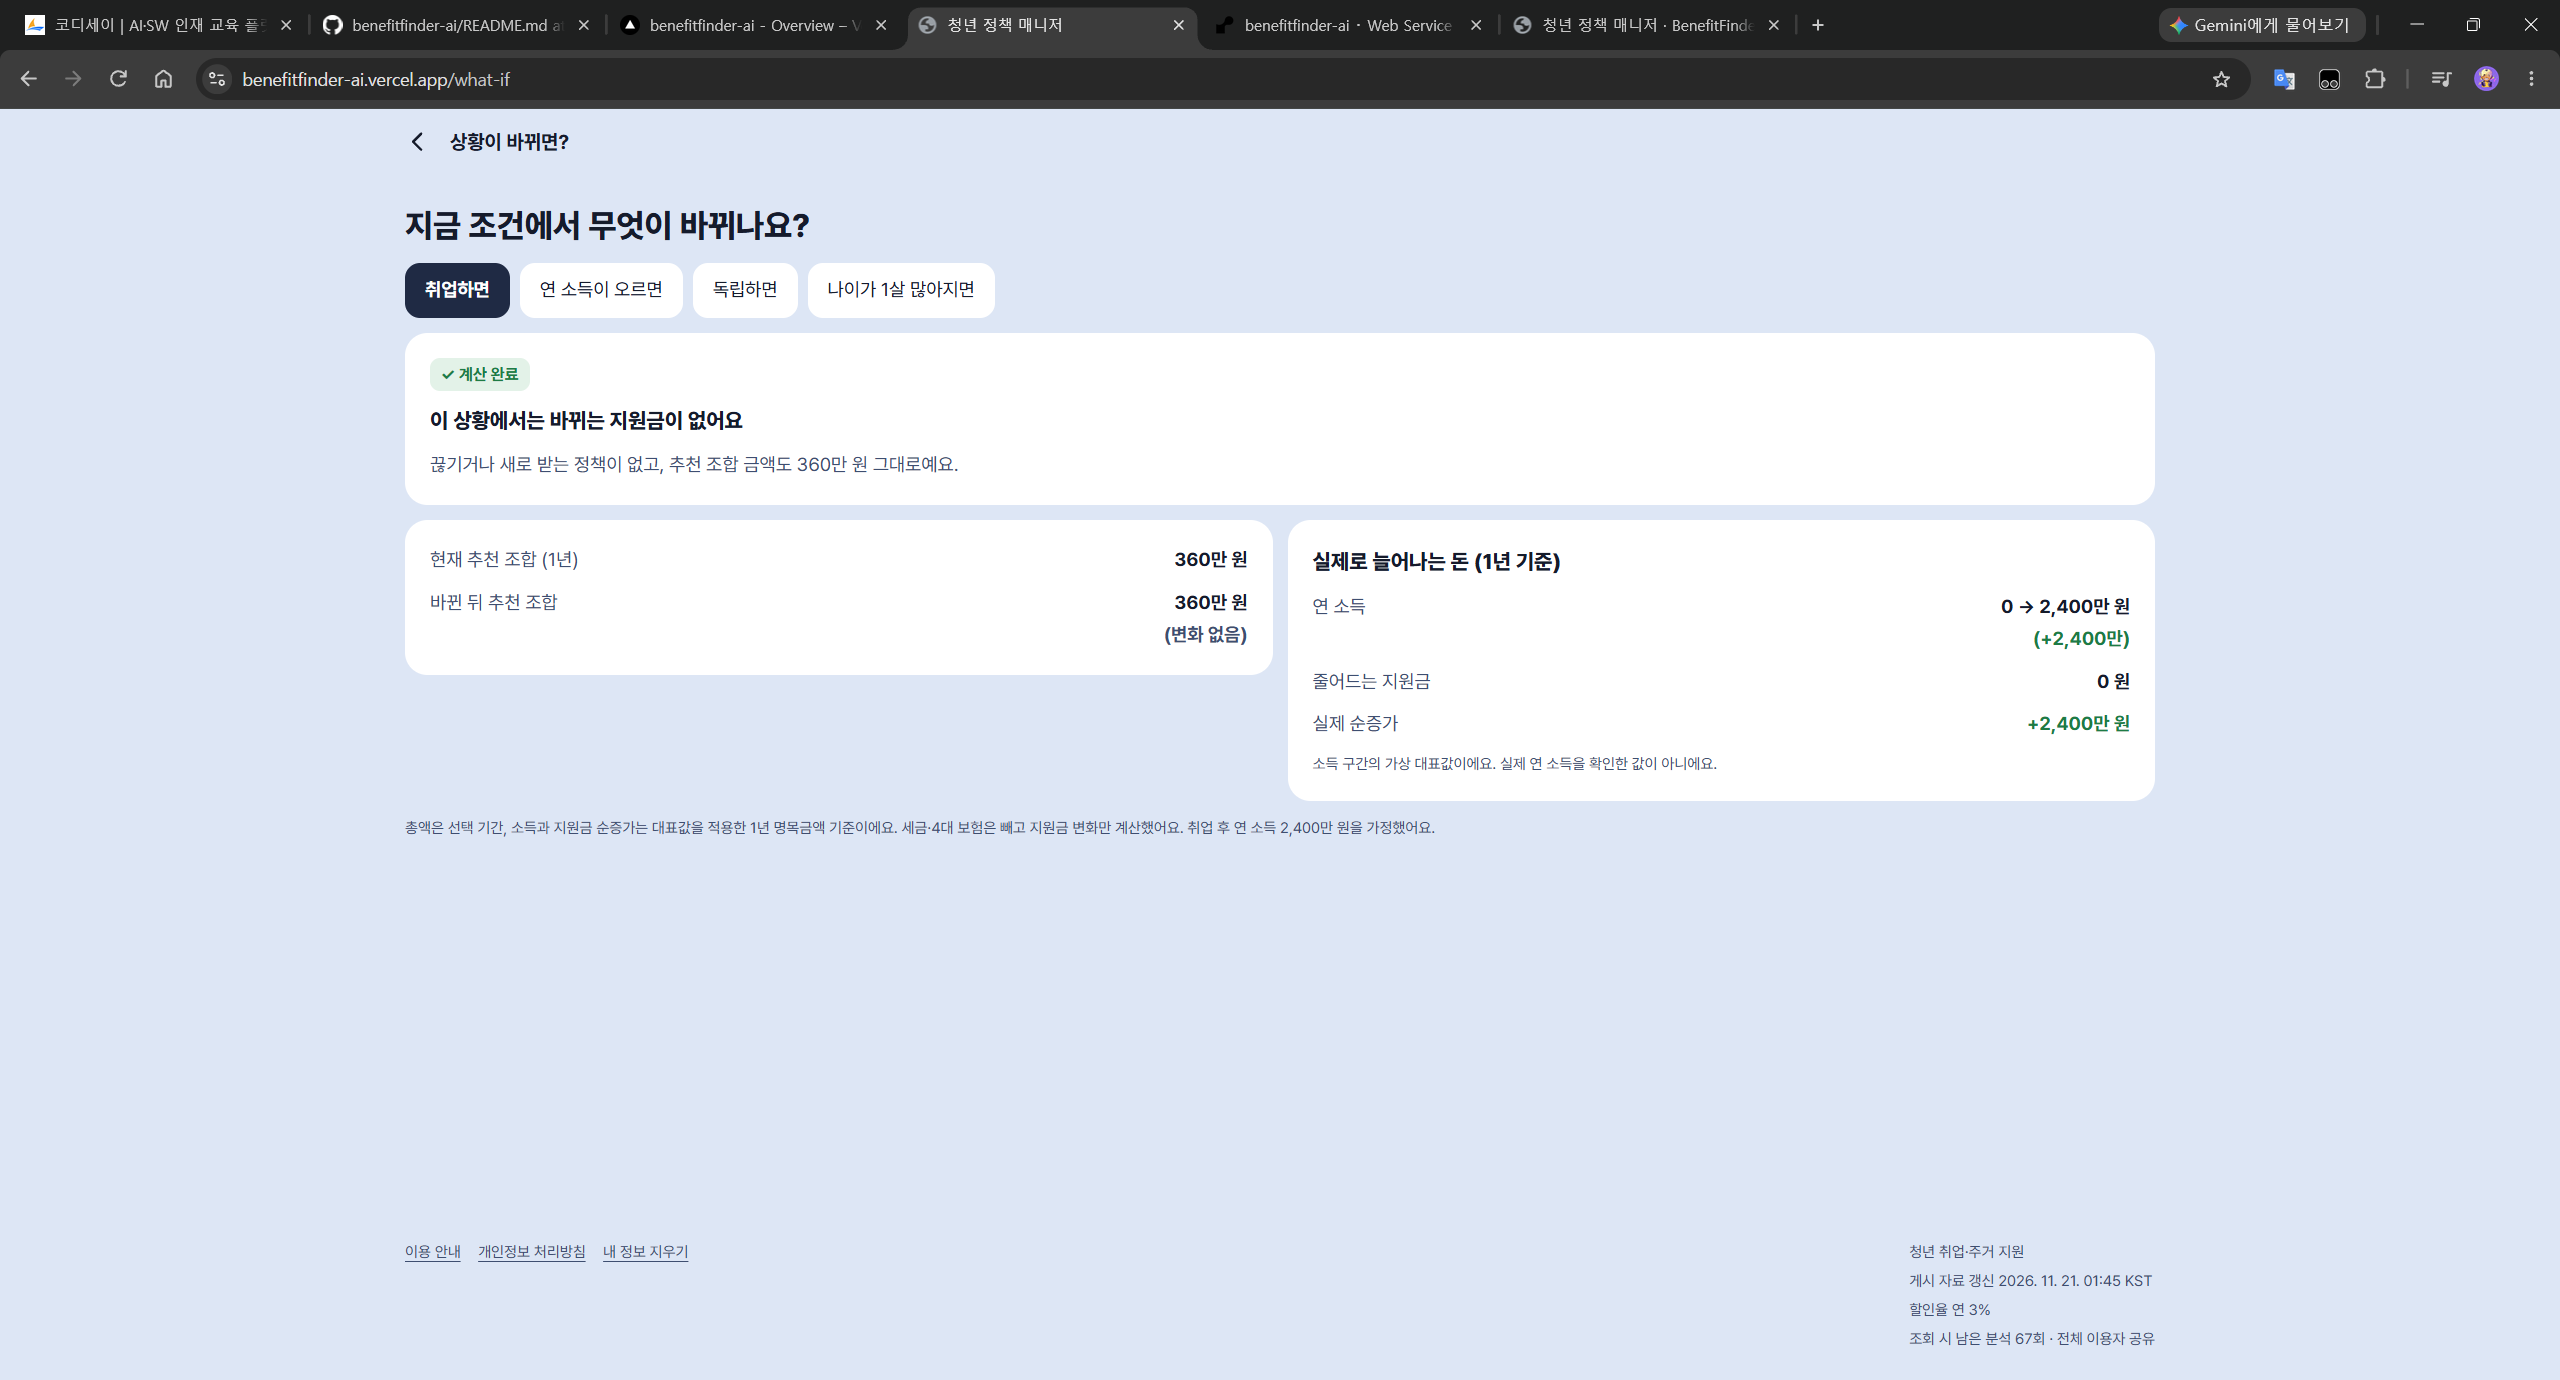 코디세이 | AI·SW 인재 교육 플
benefitfinder-ai/README.md at
benefitfinder-ai - Overview – V
청년 정책 매니저
benefitfinder-ai · Web Service
청년 정책 매니저 · BenefitFinde
Gemini에게 물어보기
benefitfinder-ai.vercel.app/what-if
상황이 바뀌면?
지금 조건에서 무엇이 바뀌나요?
취업하면
연 소득이 오르면
독립하면
나이가 1살 많아지면
계산 완료
이 상황에서는 바뀌는 지원금이 없어요
끊기거나 새로 받는 정책이 없고, 추천 조합 금액도 360만 원 그대로예요.
현재 추천 조합 (1년) 360만 원
바뀐 뒤 추천 조합 360만 원
(변화 없음)
실제로 늘어나는 돈 (1년 기준)
연 소득 0 → 2,400만 원
(+2,400만)
줄어드는 지원금 0 원
실제 순증가 +2,400만 원
소득 구간의 가상 대표값이에요. 실제 연 소득을 확인한 값이 아니에요.
총액은 선택 기간, 소득과 지원금 순증가는 대표값을 적용한 1년 명목금액 기준이에요. 세금·4대 보험은 빼고 지원금 변화만 계산했어요. 취업 후 연 소득 2,400만 원을 가정했어요.
이용 안내 개인정보 처리방침 내 정보 지우기
청년 취업·주거 지원
게시 자료 갱신 2026. 11. 21. 01:45 KST
할인율 연 3%
조회 시 남은 분석 67회 · 전체 이용자 공유